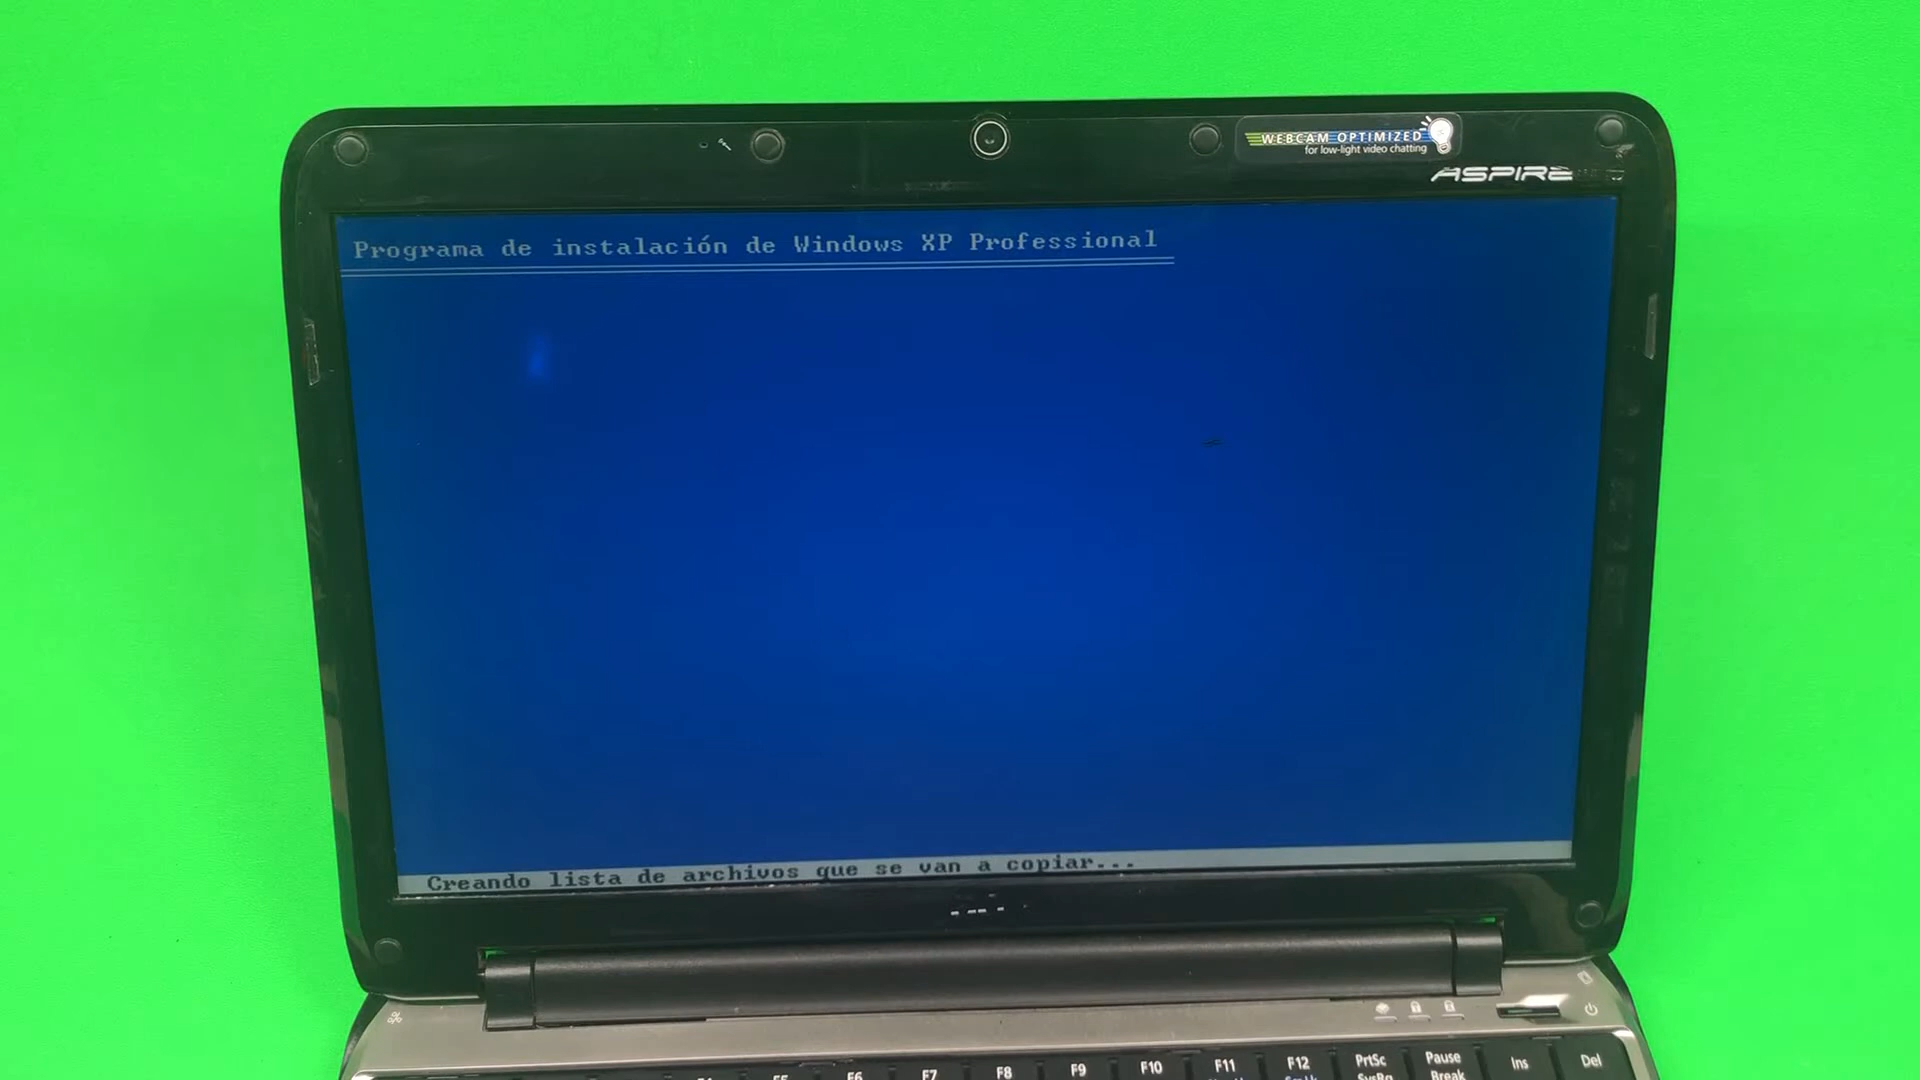 WEBCAM OPTIMIZED
for low-light video chatting
ASPIRE
Programa de instalación de Windows XP Professional
Creando lista de archivos que se van a copiar...
F6 F7 F8 F9 F10 F11 F12 PrtSc Pause Ins Del
SysRq Break